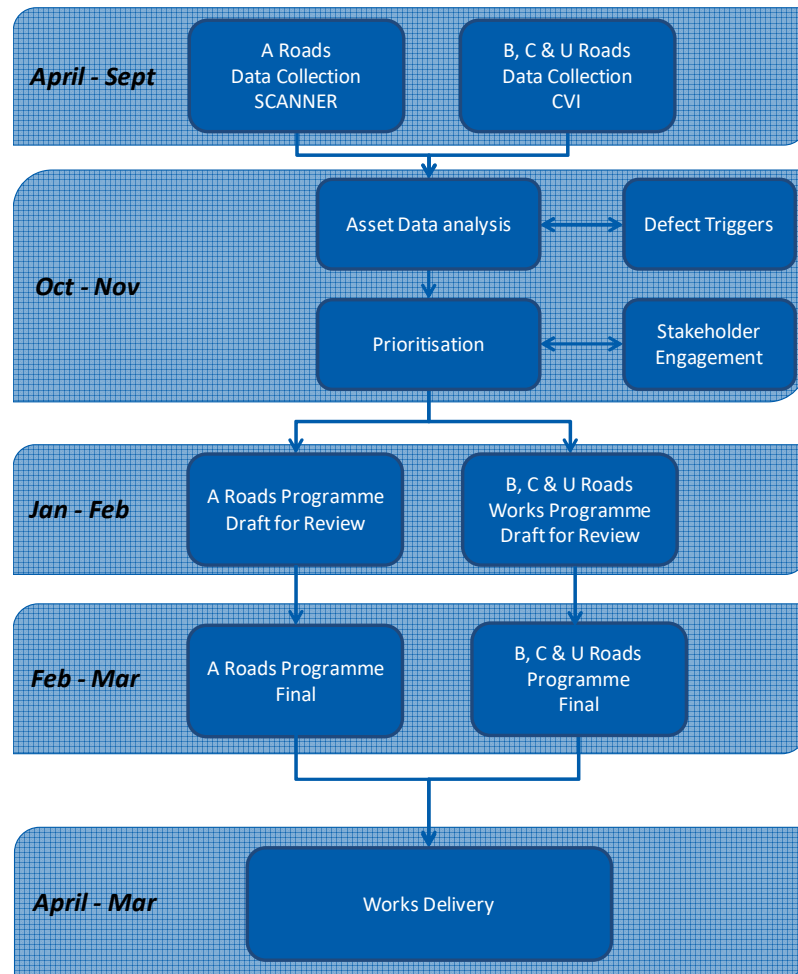 April - Sept
A Roads
Data Collection
SCANNER
B, C & U Roads
Data Collection
CVI
Oct - Nov
Asset Data analysis
Defect Triggers
Prioritisation
Stakeholder
Engagement
Jan - Feb
A Roads Programme
Draft for Review
B, C & U Roads
Works Programme
Draft for Review
Feb - Mar
A Roads Programme
Final
B, C & U Roads
Programme
Final
April - Mar
Works Delivery